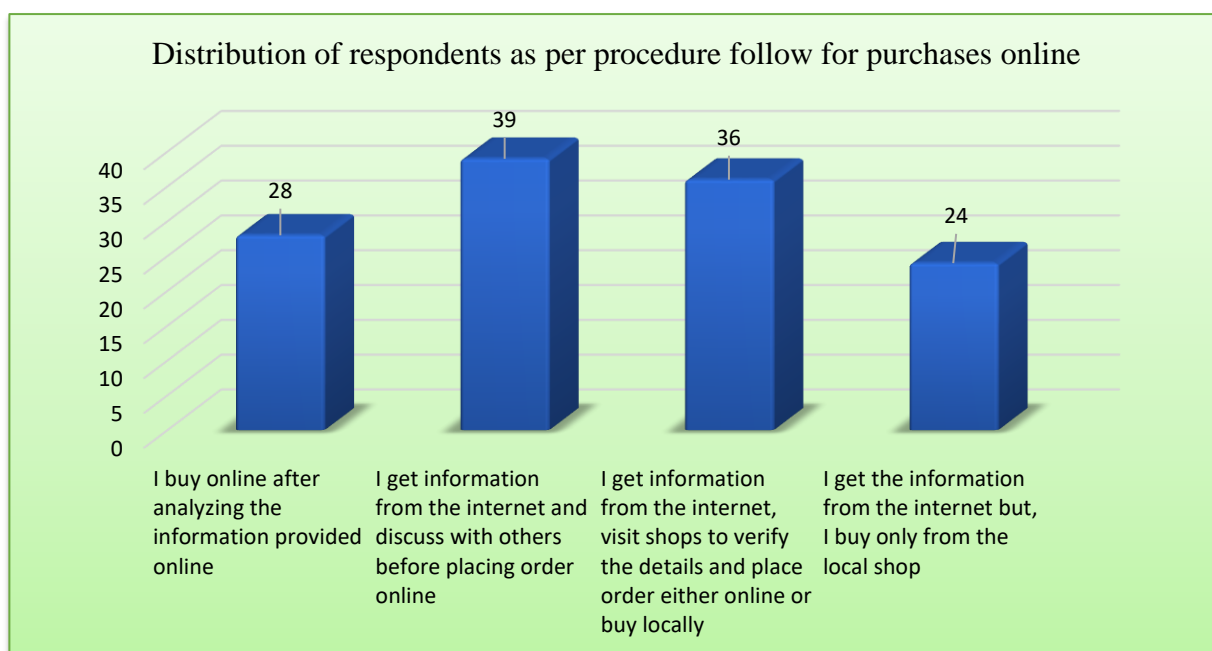 Distribution of respondents as per procedure follow for purchases online
39
36
28
24
40
35
30
25
20
15
10
5
0
I buy online after
analyzing the
information provided
online
I get information
from the internet and
discuss with others
before placing order
online
I get information
from the internet,
visit shops to verify
the details and place
order either online or
buy locally
I get the information
from the internet but,
I buy only from the
local shop